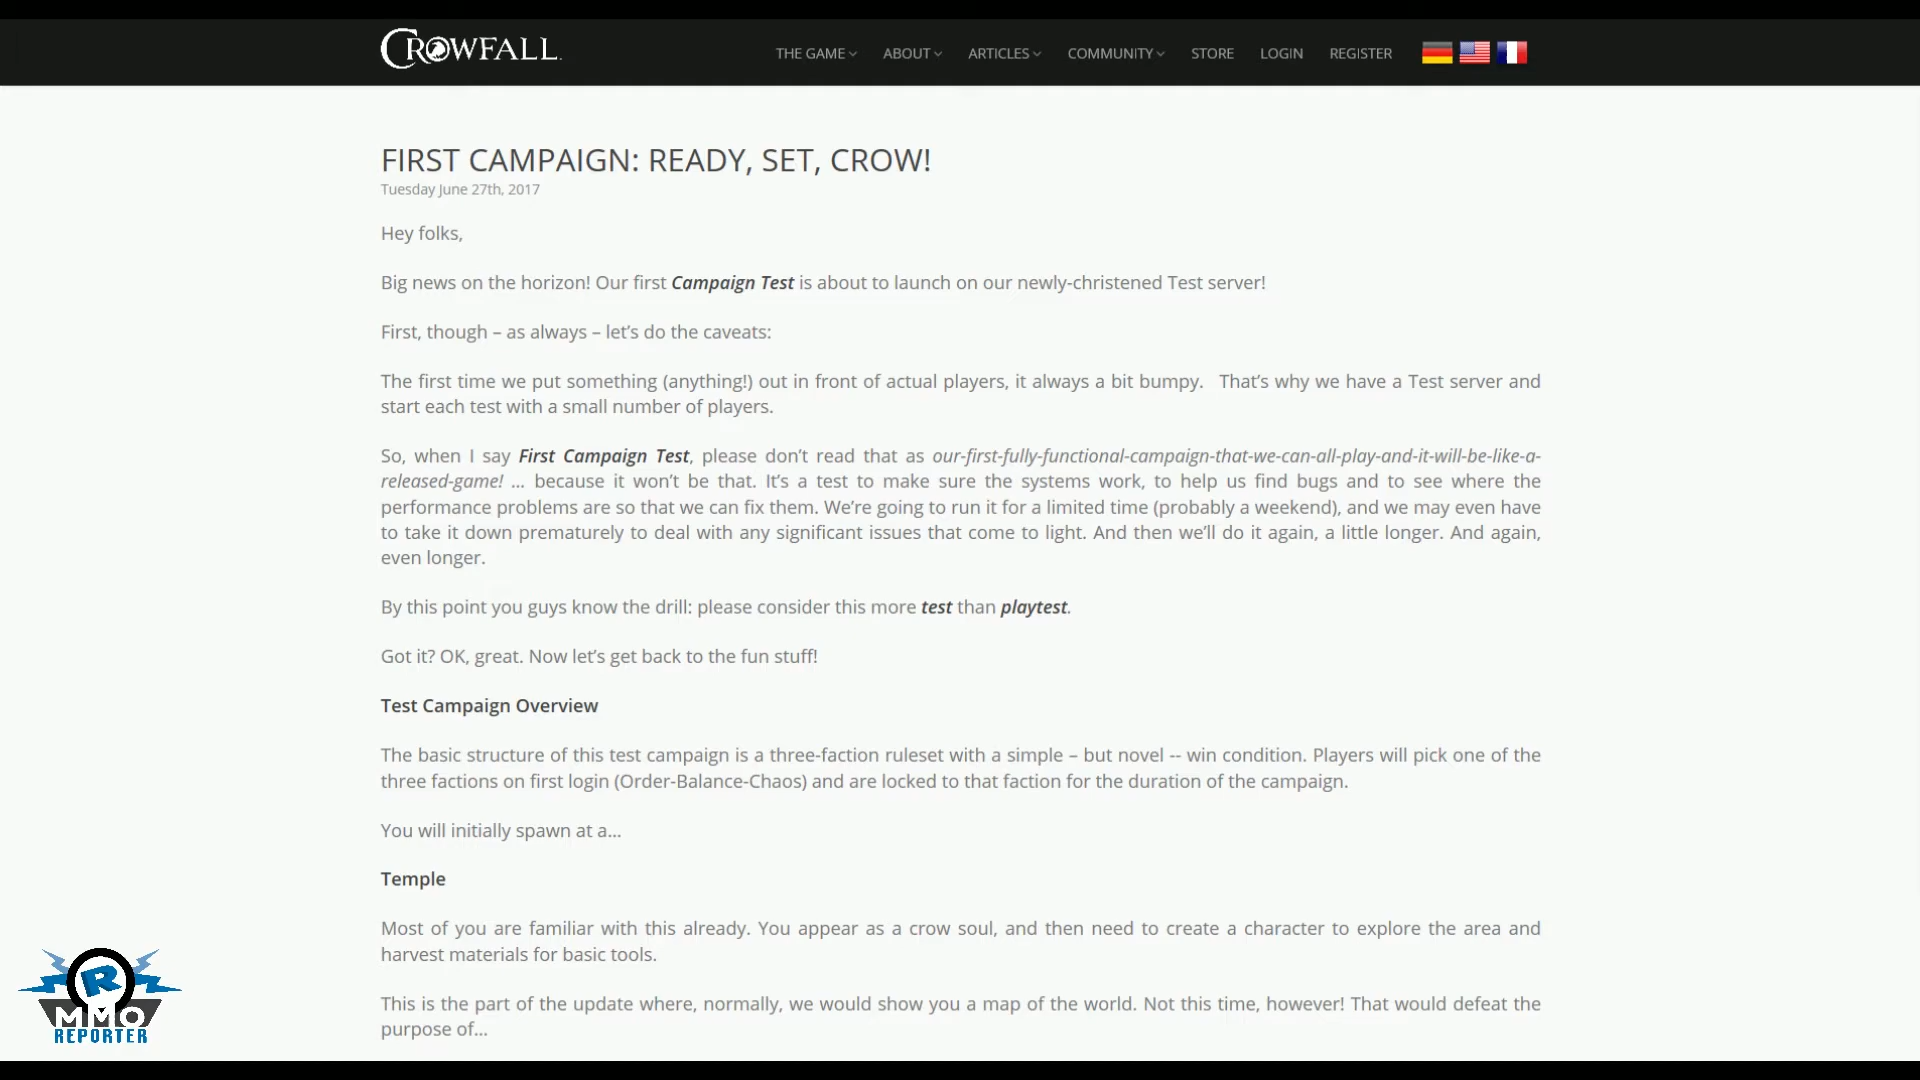 CROWFALL.
THE GAME ABOUT ARTICLES COMMUNITY STORE LOGIN REGISTER
FIRST CAMPAIGN: READY, SET, CROW!
Tuesday June 27th, 2017
Hey folks,
Big news on the horizon! Our first Campaign Test is about to launch on our newly-christened Test server!
First, though – as always – let’s do the caveats:
The first time we put something (anything!) out in front of actual players, it always a bit bumpy. That’s why we have a Test server and
start each test with a small number of players.
So, when I say First Campaign Test, please don’t read that as our-first-fully-functional-campaign-that-we-can-all-play-and-it-will-be-like-a-
released-game! ... because it won’t be that. It’s a test to make sure the systems work, to help us find bugs and to see where the
performance problems are so that we can fix them. We’re going to run it for a limited time (probably a weekend), and we may even have
to take it down prematurely to deal with any significant issues that come to light. And then we’ll do it again, a little longer. And again,
even longer.
By this point you guys know the drill: please consider this more test than playtest.
Got it? OK, great. Now let’s get back to the fun stuff!
Test Campaign Overview
The basic structure of this test campaign is a three-faction ruleset with a simple – but novel -- win condition. Players will pick one of the
three factions on first login (Order-Balance-Chaos) and are locked to that faction for the duration of the campaign.
You will initially spawn at a...
Temple
Most of you are familiar with this already. You appear as a crow soul, and then need to create a character to explore the area and
harvest materials for basic tools.
This is the part of the update where, normally, we would show you a map of the world. Not this time, however! That would defeat the
purpose of...
R
MMO
REPORTER